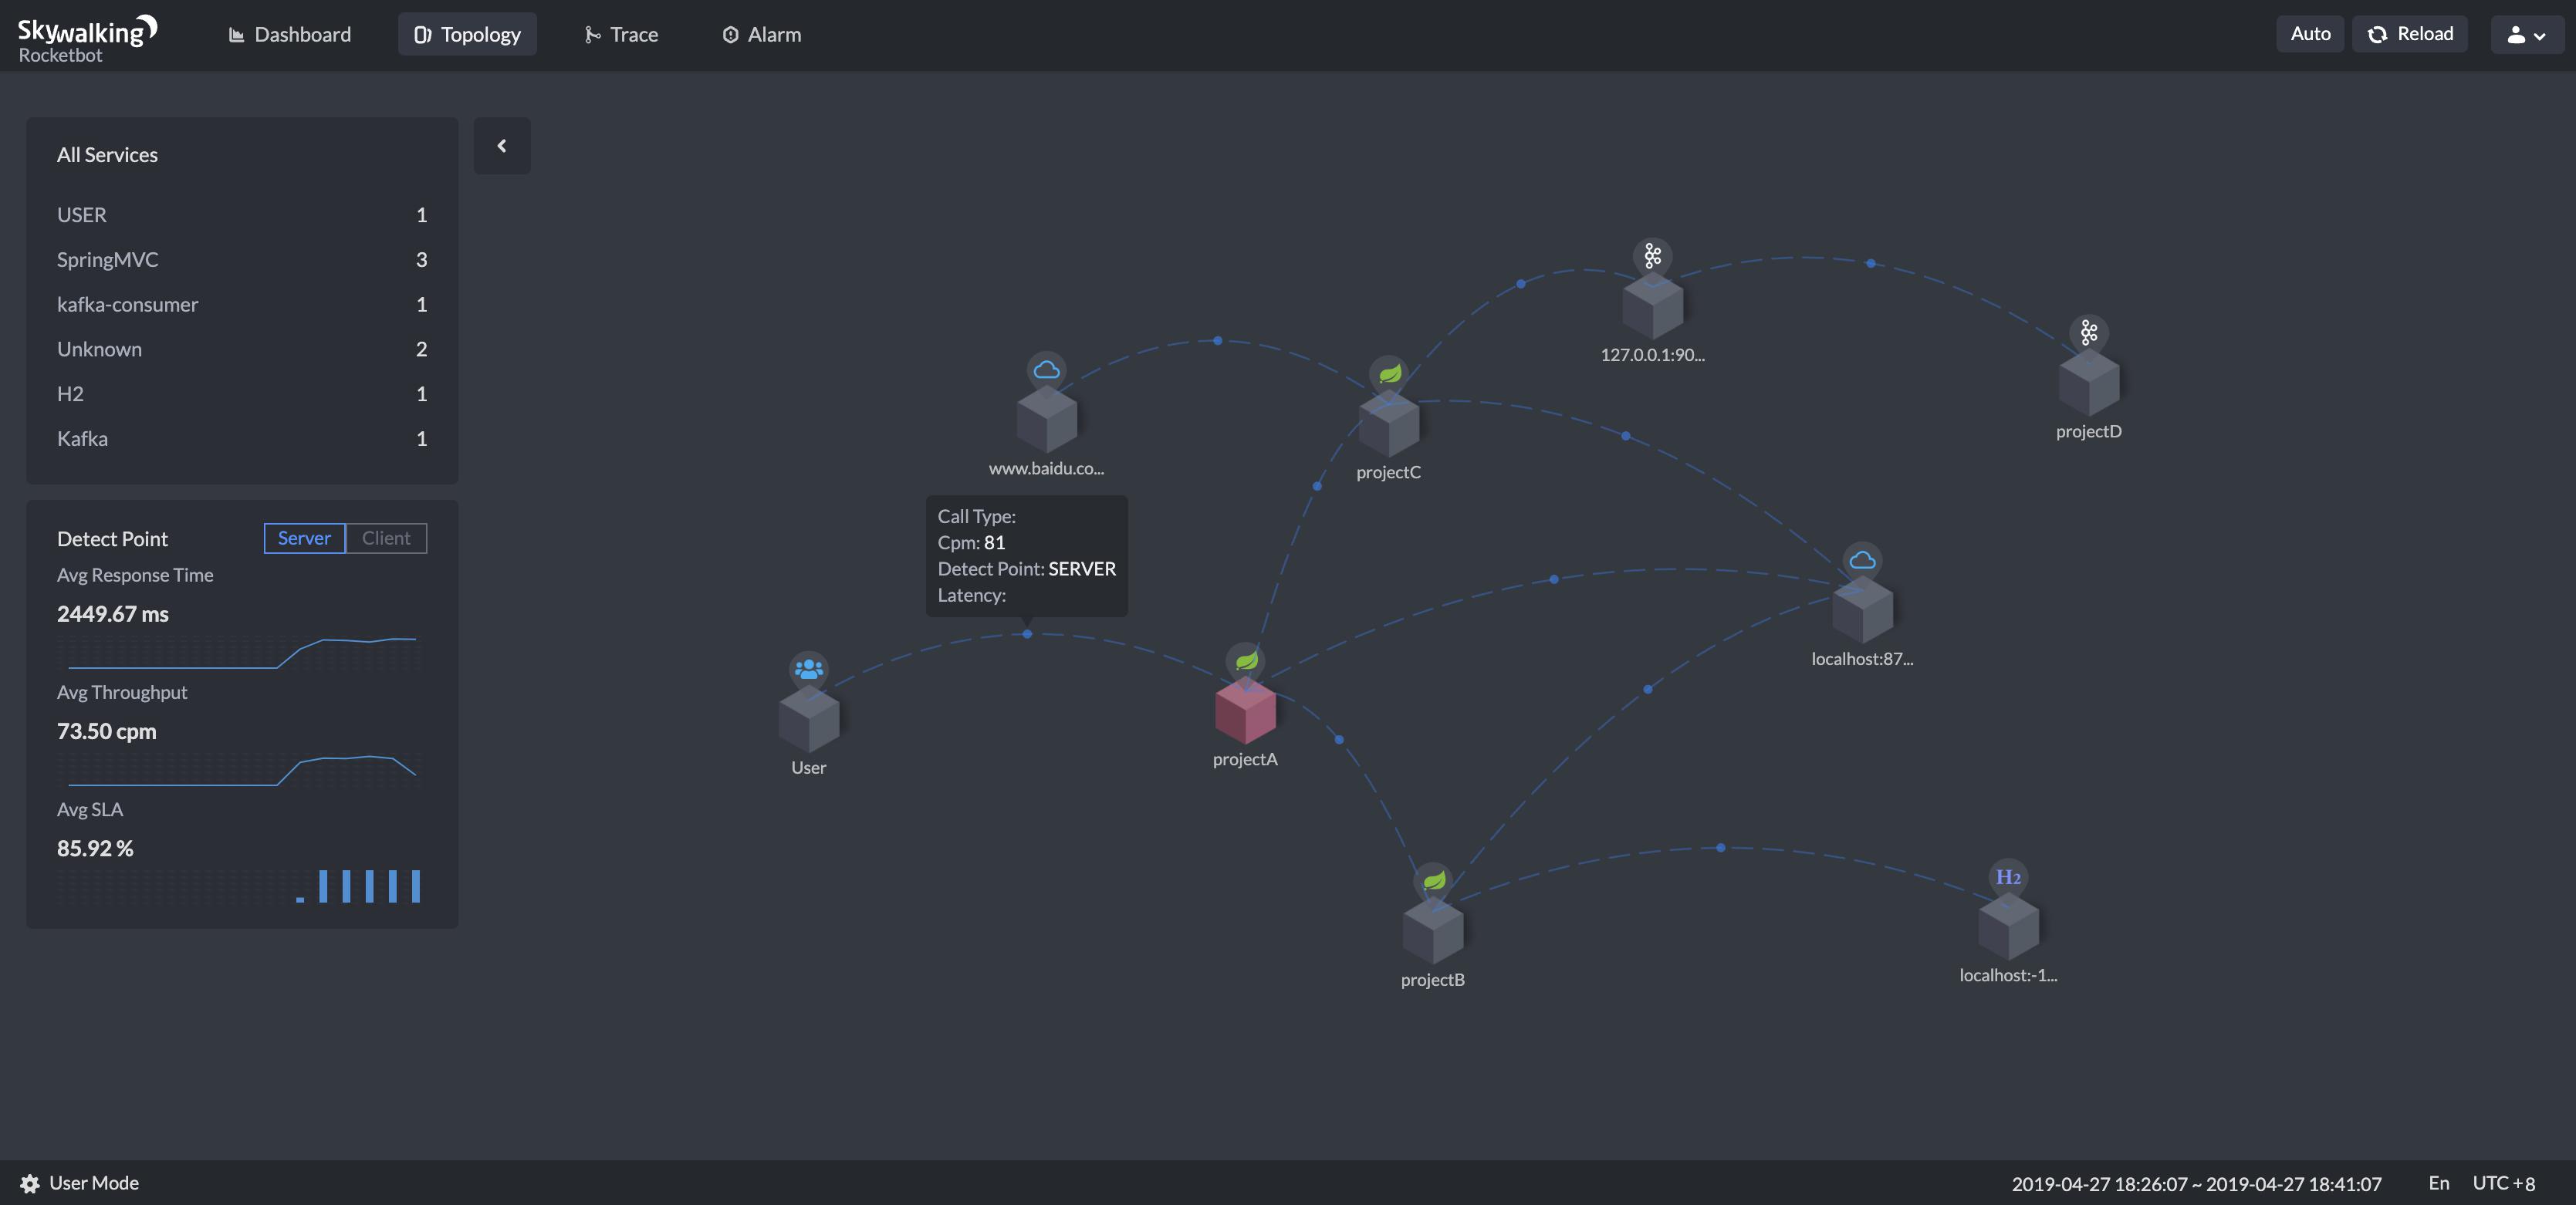 Skywalking
Rocketbot
Dashboard
Topology
Trace
Alarm
Auto
Reload
All Services
USER 1
SpringMVC 3
kafka-consumer 1
Unknown 2
H2 1
Kafka 1
Detect Point Server Client
Avg Response Time
2449.67 ms
Avg Throughput
73.50 cpm
Avg SLA
85.92 %
127.0.0.1:90...
projectD
www.baidu.co...
projectC
Call Type:
Cpm: 81
Detect Point: SERVER
Latency:
localhost:87...
User
projectA
projectB
H2
localhost:-1...
User Mode
2019-04-27 18:26:07 ~ 2019-04-27 18:41:07
En
UTC +8